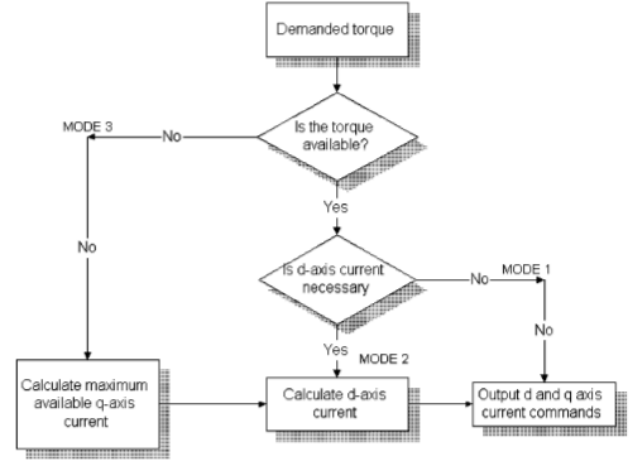 Demanded torque
Is the torque
available?
MODE 3
No
No
Yes
Is d-axis current
necessary
No
MODE 1
No
Yes
MODE 2
Calculate maximum
available q-axis
current
Calculate d-axis
current
Output d and q axis
current commands